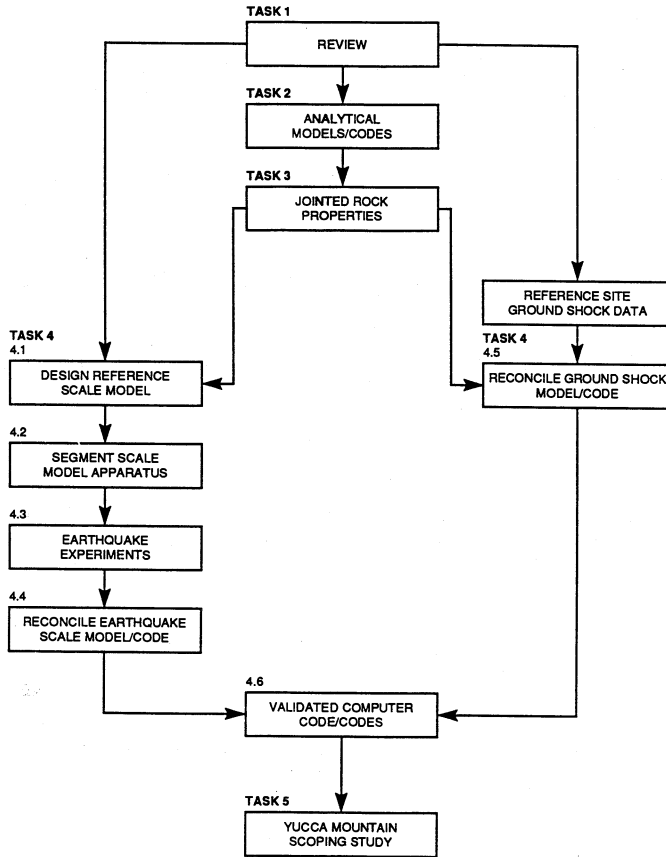 TASK 1
REVIEW
TASK 2
ANALYTICAL
MODELS/CODES
TASK 3
JOINTED ROCK
PROPERTIES
REFERENCE SITE
GROUND SHOCK DATA
TASK 4
4.1
DESIGN REFERENCE
SCALE MODEL
TASK 4
4.5
RECONCILE GROUND SHOCK
MODEL/CODE
4.2
SEGMENT SCALE
MODEL APPARATUS
4.3
EARTHQUAKE
EXPERIMENTS
4.4
RECONCILE EARTHQUAKE
SCALE MODEL/CODE
4.6
VALIDATED COMPUTER
CODE/CODES
TASK 5
YUCCA MOUNTAIN
SCOPING STUDY